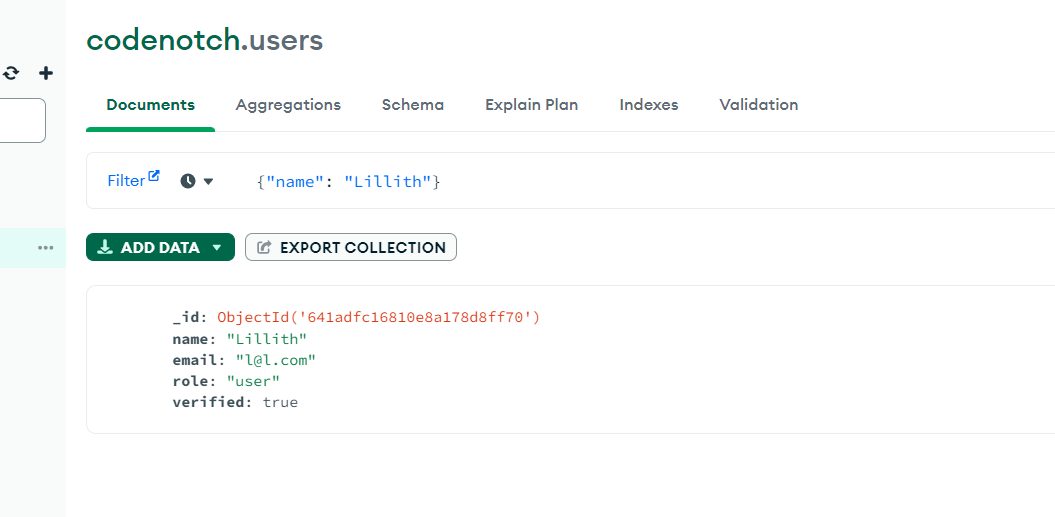 codenotch.users
Documents Aggregations Schema Explain Plan Indexes Validation
Filter {"name": "Lillith"}
ADD DATA EXPORT COLLECTION
_id: ObjectId('641adfc16810e8a178d8ff70')
name: "Lillith"
email: "l@l.com"
role: "user"
verified: true